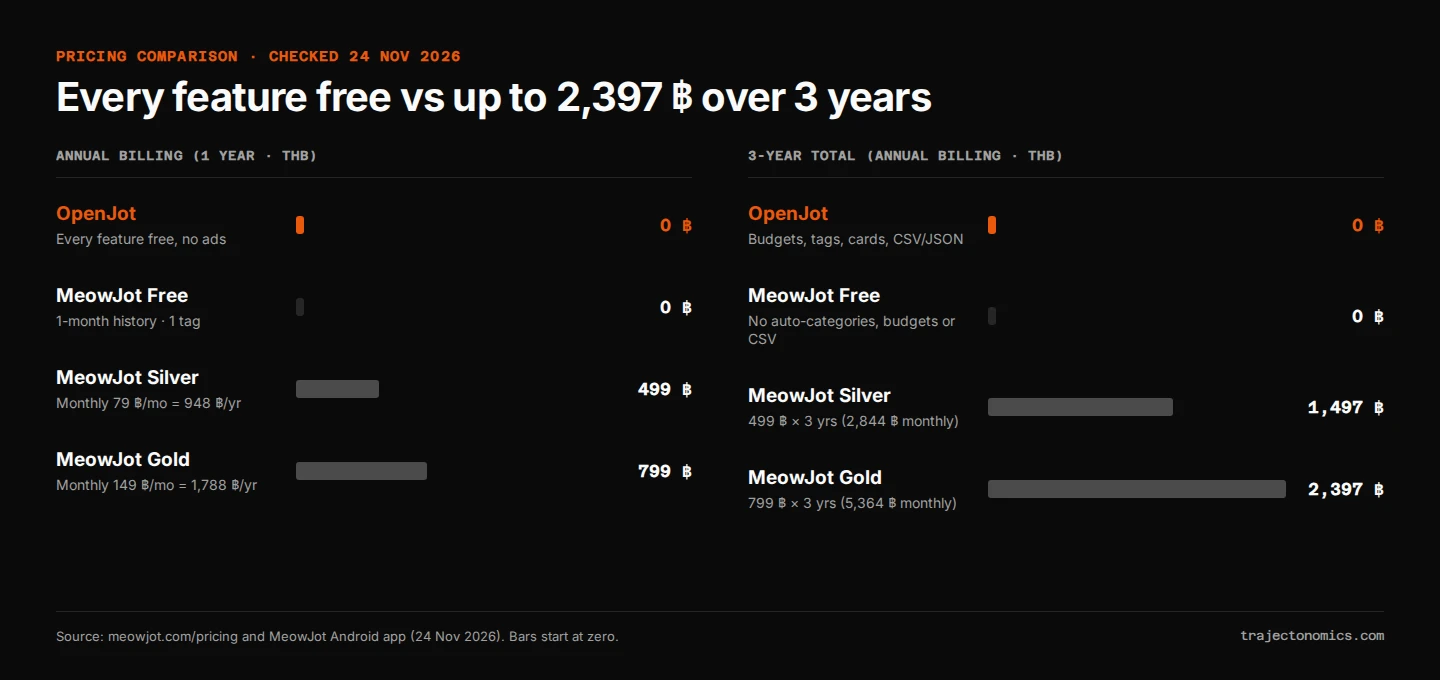 PRICING COMPARISON · CHECKED 24 NOV 2026
Every feature free vs up to 2,397 ฿ over 3 years
ANNUAL BILLING (1 YEAR · THB)
OpenJot
Every feature free, no ads
0 ฿
MeowJot Free
1-month history · 1 tag
0 ฿
MeowJot Silver
Monthly 79 ฿/mo = 948 ฿/yr
499 ฿
MeowJot Gold
Monthly 149 ฿/mo = 1,788 ฿/yr
799 ฿
3-YEAR TOTAL (ANNUAL BILLING · THB)
OpenJot
Budgets, tags, cards, CSV/JSON
0 ฿
MeowJot Free
No auto-categories, budgets or
CSV
0 ฿
MeowJot Silver
499 ฿ × 3 yrs (2,844 ฿ monthly)
1,497 ฿
MeowJot Gold
799 ฿ × 3 yrs (5,364 ฿ monthly)
2,397 ฿
Source: meowjot.com/pricing and MeowJot Android app (24 Nov 2026). Bars start at zero.
trajectonomics.com